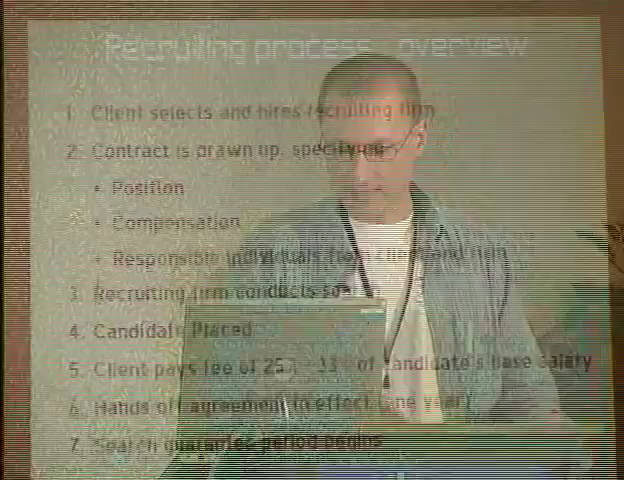 Recruiting process overview
1. Client selects and hires recruiting firm
2. Contract is drawn up, specifying
• Position
• Compensation
• Responsible individuals from client and firm
3. Recruiting firm conducts search
4. Candidate Placed
5. Client pays fee of 25% - 33% of candidate's base salary
6. Hands off agreement in effect (one year)
7. Search guarantee period begins